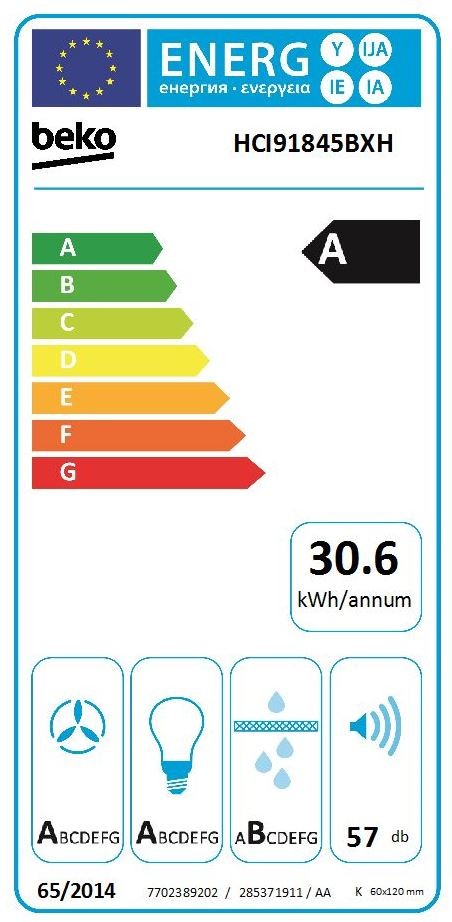 ENERG Y IJA
енергия · ενεργεια IE IA
beko HCI91845BXH
A A
B
C
D
E
F
G
30.6
kWh/annum
ABCDEFG ABCDEFG ABCDEFG 57 db
65/2014 7702389202 / 285371911 / AA K 60x120 mm